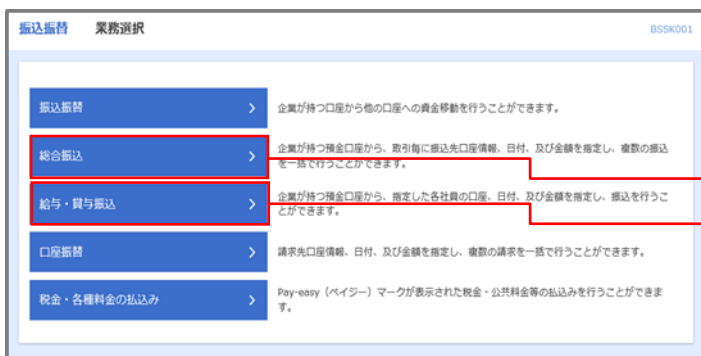 振込振替 業務選択 BSSK001
振込振替 企業が持つ口座から他の口座への資金移動を行うことができます。
総合振込 企業が持つ預金口座から、取引毎に振込先口座情報、日付、及び金額を指定し、複数の振込
を一括で行うことができます。
給与・賞与振込 企業が持つ預金口座から、指定した各社員の口座、日付、及び金額を指定し、振込を行うこ
とができます。
口座振替 請求先口座情報、日付、及び金額を指定し、複数の請求を一括で行うことができます。
税金・各種料金の払込み Pay-easy（ペイジー）マークが表示された税金・公共料金等の払込みを行うことができま
す。